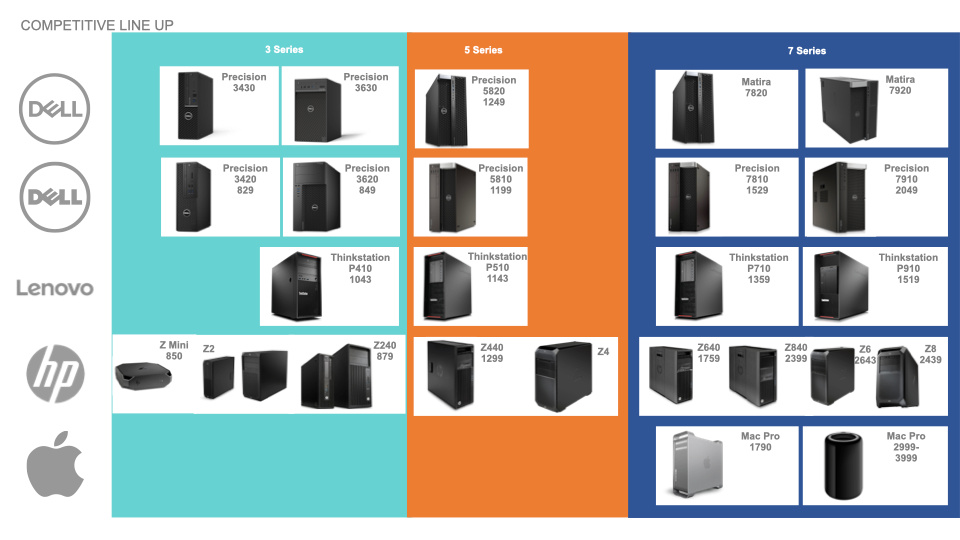 COMPETITIVE LINE UP
3 Series
5 Series
7 Series
DELL
Precision
3430
Precision
3630
Precision
5820
1249
Matira
7820
Matira
7920
DELL
Precision
3420
829
Precision
3620
849
Precision
5810
1199
Precision
7810
1529
Precision
7910
2049
Lenovo
Thinkstation
P410
1043
Thinkstation
P510
1143
Thinkstation
P710
1359
Thinkstation
P910
1519
hp
Z Mini
850
Z2
Z240
879
Z440
1299
Z4
Z640
1759
Z840
2399
Z6
2643
Z8
2439
Mac Pro
1790
Mac Pro
2999-
3999